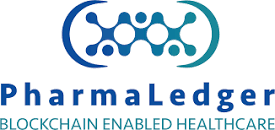 PharmaLedger
BLOCKCHAIN ENABLED HEALTHCARE